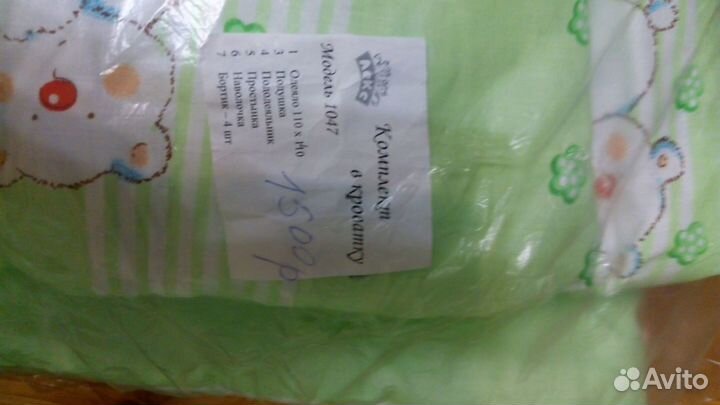 Комплект
в кроватку
Модель 1047
1 Одеяло 110 х 140
3 Подушка
4 Пододеяльник
5 Простынка
6 Наволочка
7 Бортик – 4 шт
1500 р
Avito